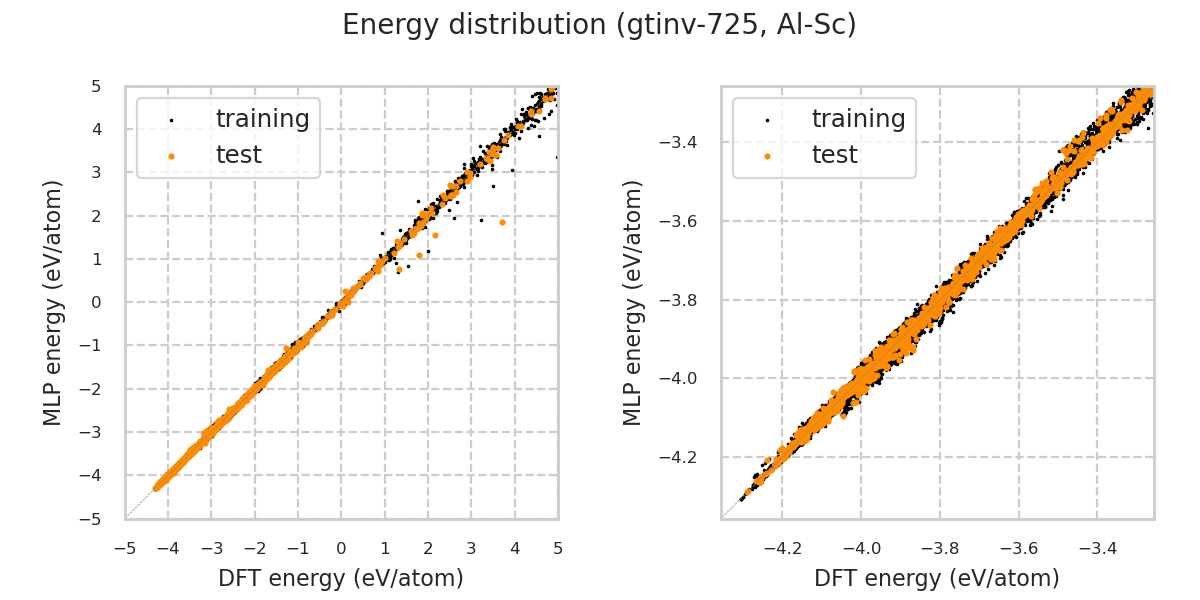 Energy distribution (gtinv-725, Al-Sc)
training
test
5
4
3
2
1
0
−1
−2
−3
−4
−5
MLP energy (eV/atom)
−5 −4 −3 −2 −1 0 1 2 3 4 5
DFT energy (eV/atom)
training
test
−3.4
−3.6
−3.8
−4.0
−4.2
MLP energy (eV/atom)
−4.2 −4.0 −3.8 −3.6 −3.4
DFT energy (eV/atom)